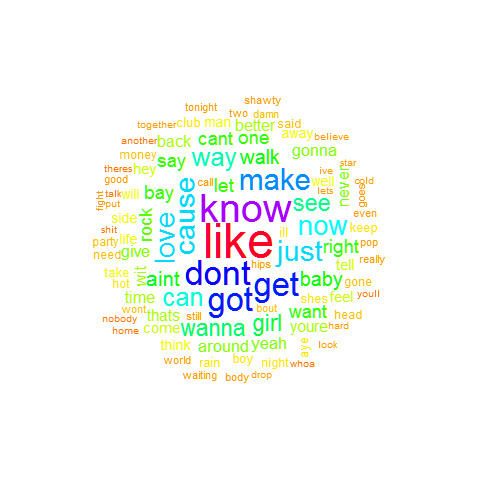 shawty
tonight
two damn
together club man better said
another back cant one away believe
money say way walk gonna
theres hey ive star
good call let make well cold
talk will bay never goes
fight put cause know see even
shit side rock love now keep
party life like ill pop
need give just right really
take wit aint dont hips tell
hot can got get baby gone youll
time still bout shes feel
wont thats want head
nobody come wanna girl youre hard
home think around yeah aye look
world rain boy night whoa
waiting body drop
lets